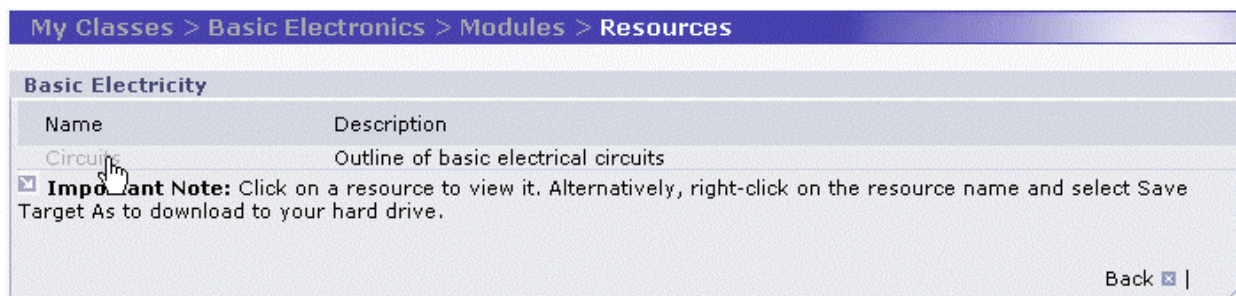 My Classes > Basic Electronics > Modules > Resources
Basic Electricity
Name Description
Circuits Outline of basic electrical circuits
Important Note: Click on a resource to view it. Alternatively, right-click on the resource name and select Save
Target As to download to your hard drive.
Back |